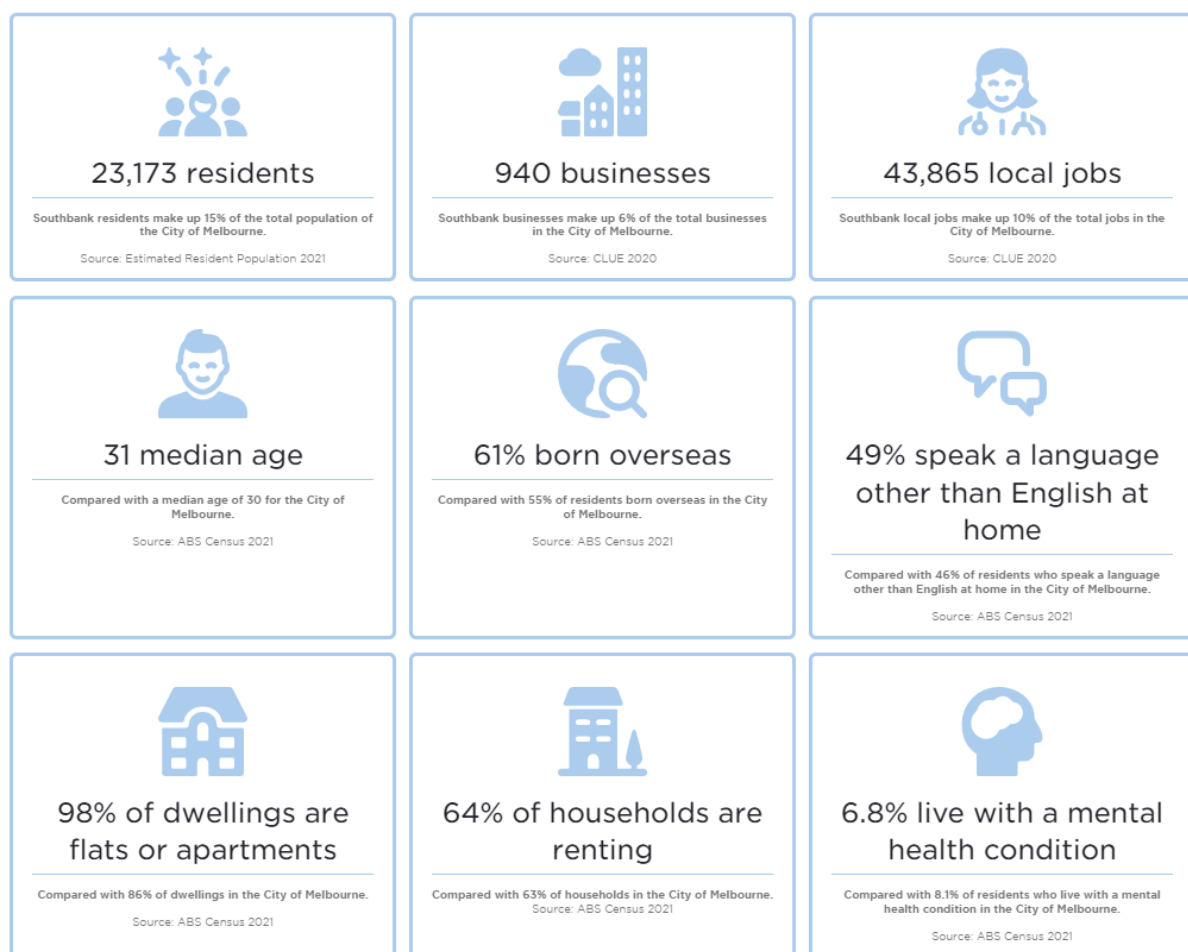 23,173 residents
Southbank residents make up 15% of the total population of
the City of Melbourne.
Source: Estimated Resident Population 2021
940 businesses
Southbank businesses make up 6% of the total businesses
in the City of Melbourne.
Source: CLUE 2020
43,865 local jobs
Southbank local jobs make up 10% of the total jobs in the
City of Melbourne.
Source: CLUE 2020
31 median age
Compared with a median age of 30 for the City of
Melbourne.
Source: ABS Census 2021
61% born overseas
Compared with 55% of residents born overseas in the City
of Melbourne.
Source: ABS Census 2021
49% speak a language
other than English at
home
Compared with 46% of residents who speak a language
other than English at home in the City of Melbourne.
Source: ABS Census 2021
98% of dwellings are
flats or apartments
Compared with 86% of dwellings in the City of Melbourne.
Source: ABS Census 2021
64% of households are
renting
Compared with 63% of households in the City of Melbourne.
Source: ABS Census 2021
6.8% live with a mental
health condition
Compared with 8.1% of residents who live with a mental
health condition in the City of Melbourne.
Source: ABS Census 2021